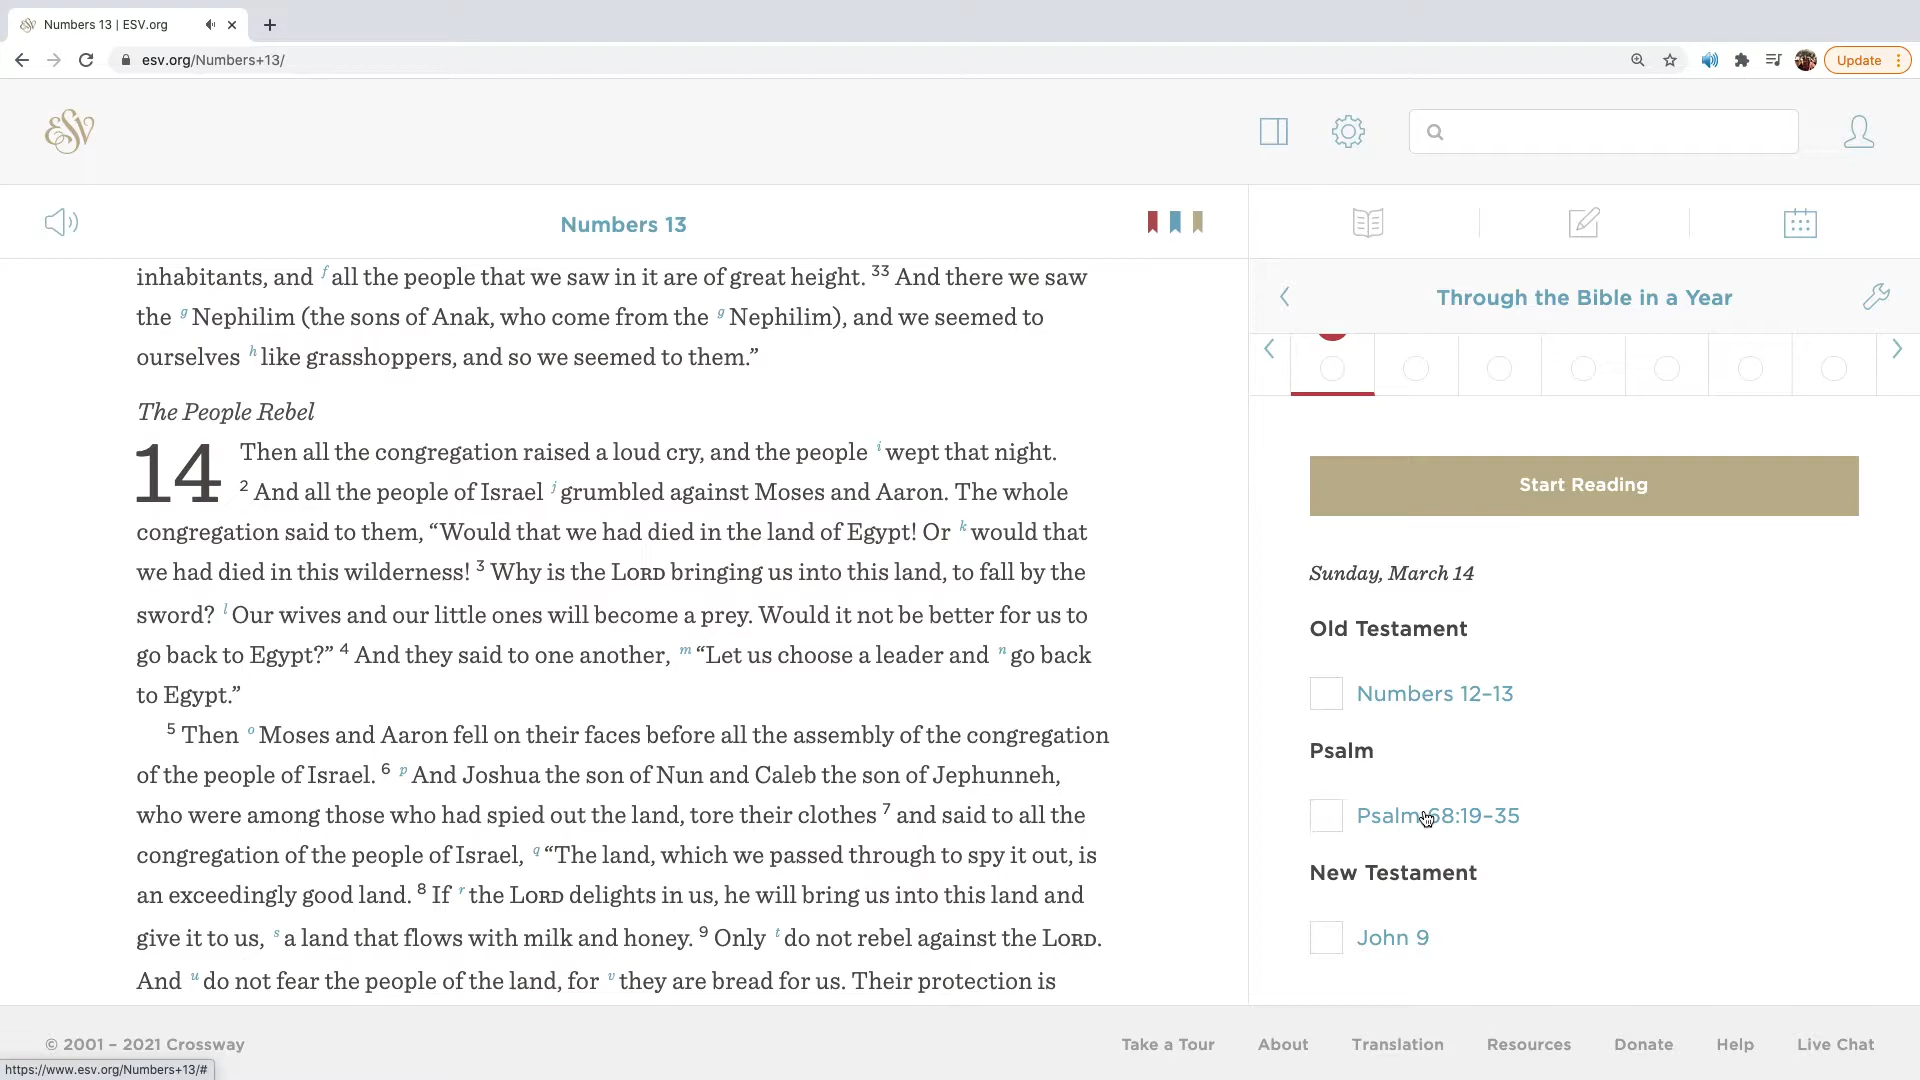 Numbers 13 | ESV.org
esv.org/Numbers+13/
Update
ESV
Numbers 13
inhabitants, and f all the people that we saw in it are of great height. 33 And there we saw
the g Nephilim (the sons of Anak, who come from the g Nephilim), and we seemed to
ourselves h like grasshoppers, and so we seemed to them.”
The People Rebel
14 Then all the congregation raised a loud cry, and the people i wept that night.
2 And all the people of Israel j grumbled against Moses and Aaron. The whole
congregation said to them, “Would that we had died in the land of Egypt! Or k would that
we had died in this wilderness! 3 Why is the LORD bringing us into this land, to fall by the
sword? l Our wives and our little ones will become a prey. Would it not be better for us to
go back to Egypt?” 4 And they said to one another, m “Let us choose a leader and n go back
to Egypt.”
5 Then o Moses and Aaron fell on their faces before all the assembly of the congregation
of the people of Israel. 6 p And Joshua the son of Nun and Caleb the son of Jephunneh,
who were among those who had spied out the land, tore their clothes 7 and said to all the
congregation of the people of Israel, q “The land, which we passed through to spy it out, is
an exceedingly good land. 8 If r the LORD delights in us, he will bring us into this land and
give it to us, s a land that flows with milk and honey. 9 Only t do not rebel against the LORD.
And u do not fear the people of the land, for v they are bread for us. Their protection is
Through the Bible in a Year
Start Reading
Sunday, March 14
Old Testament
Numbers 12–13
Psalm
Psalm 68:19–35
New Testament
John 9
© 2001 – 2021 Crossway
Take a Tour
About
Translation
Resources
Donate
Help
Live Chat
https://www.esv.org/Numbers+13/#